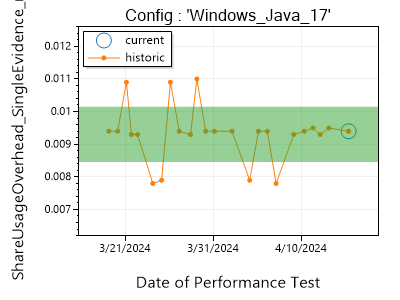 Config : 'Windows_Java_17'
current
historic
ShareUsageOverhead_SingleEvidence_
0.012
0.011
0.01
0.009
0.008
0.007
3/21/2024
3/31/2024
4/10/2024
Date of Performance Test